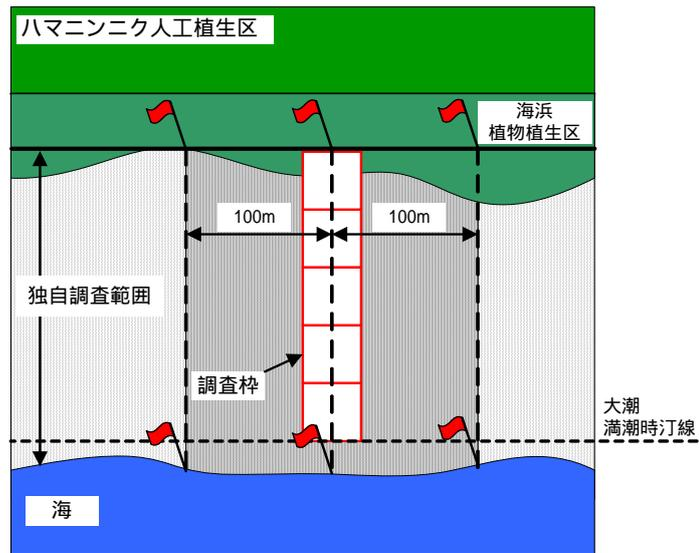 ハマニンニク人工植生区
海浜
植物植生区
100m
100m
独自調査範囲
調査枠
大潮
満潮時汀線
海